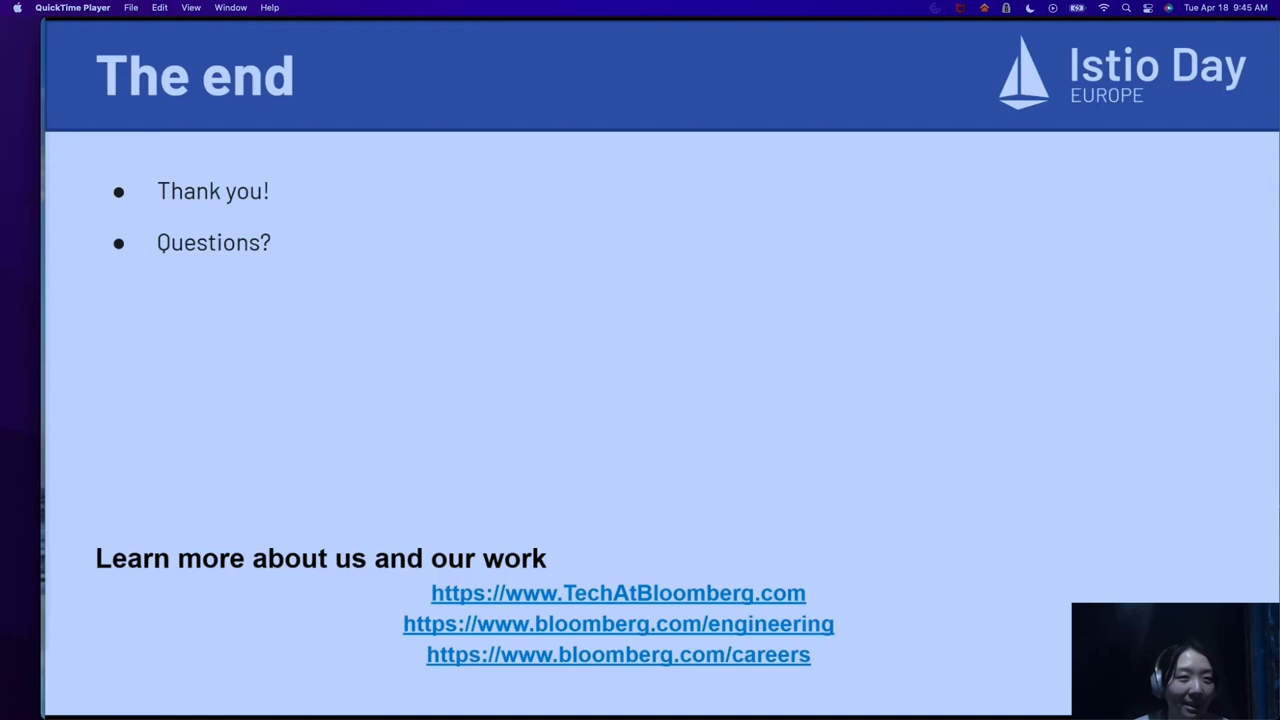 QuickTime Player File Edit View Window Help Tue Apr 18 9:45 AM
The end
Istio Day
EUROPE
● Thank you!
● Questions?
Learn more about us and our work
https://www.TechAtBloomberg.com
https://www.bloomberg.com/engineering
https://www.bloomberg.com/careers